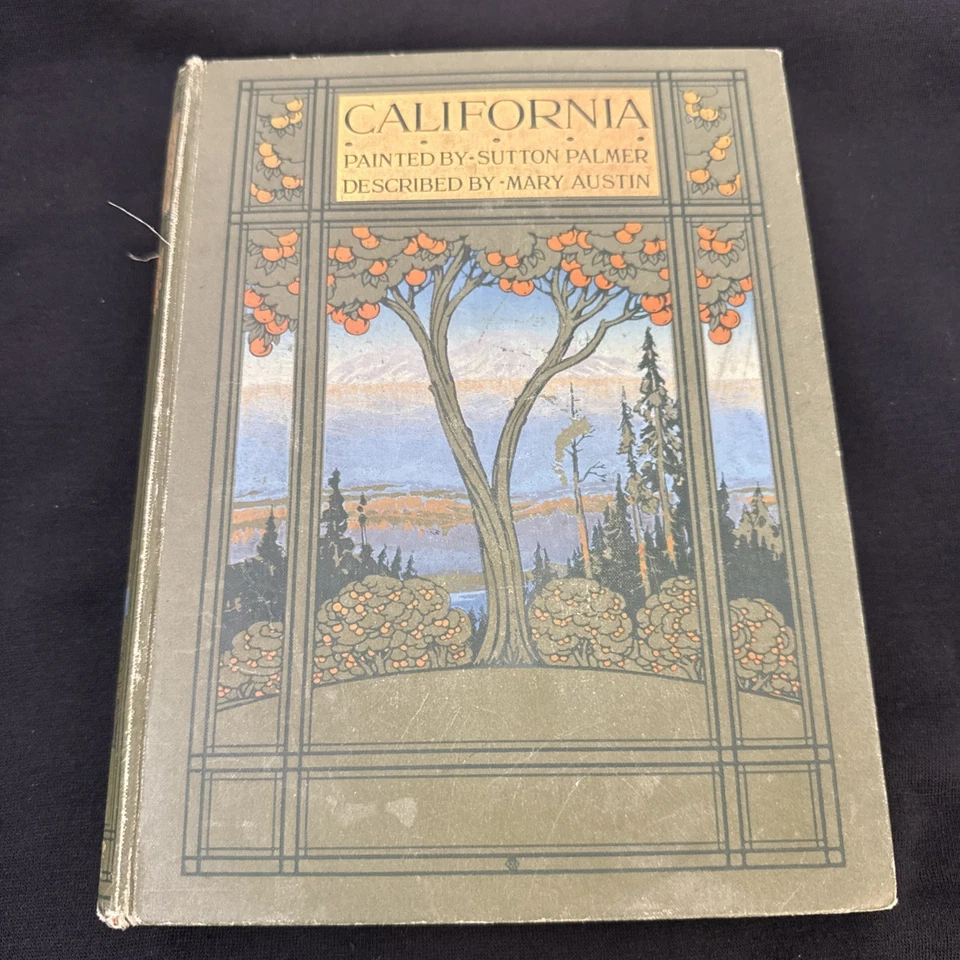 CALIFORNIA
PAINTED BY - SUTTON PALMER
DESCRIBED BY - MARY AUSTIN